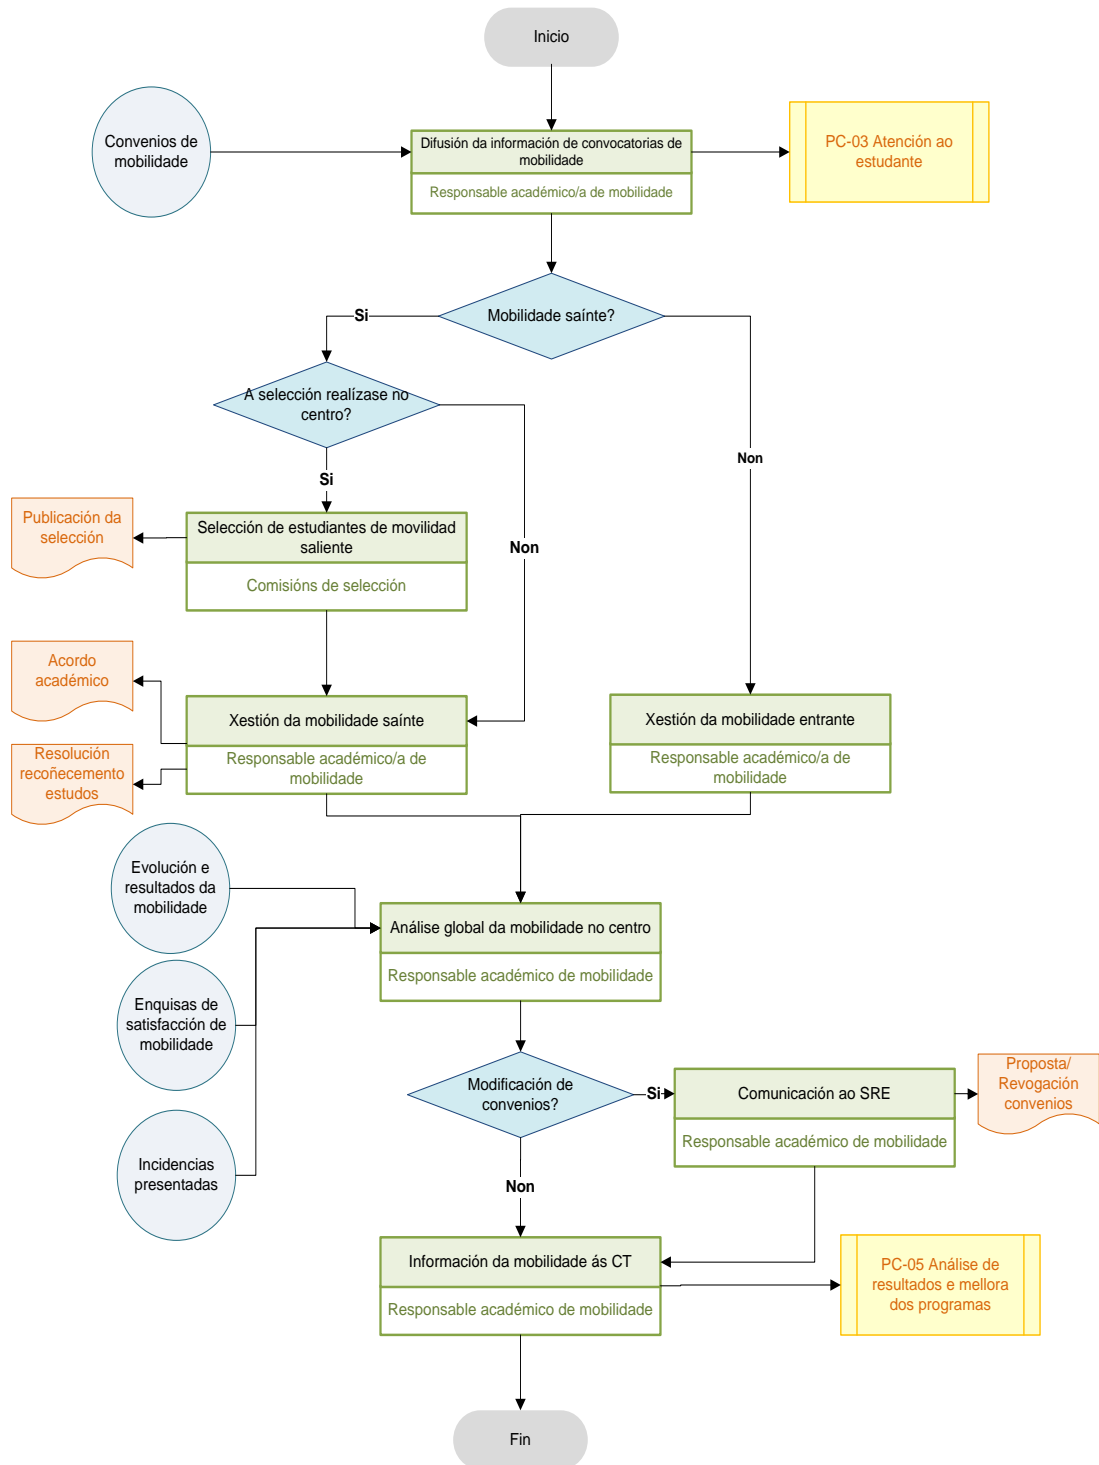 Inicio
Convenios de
mobilidade
Difusión da información de convocatorias de
mobilidade
Responsable académico/a de mobilidade
PC-03 Atención ao
estudante
Mobilidade saínte?
Si
Non
A selección realízase no
centro?
Si
Non
Publicación da
selección
Selección de estudiantes de movilidad
saliente
Comisións de selección
Acordo
académico
Resolución
recoñecemento
estudos
Xestión da mobilidade saínte
Responsable académico/a de
mobilidade
Xestión da mobilidade entrante
Responsable académico/a de
mobilidade
Evolución e
resultados da
mobilidade
Enquisas de
satisfacción de
mobilidade
Incidencias
presentadas
Análise global da mobilidade no centro
Responsable académico de mobilidade
Modificación de
convenios?
Si
Non
Comunicación ao SRE
Responsable académico de mobilidade
Proposta/
Revogación
convenios
Información da mobilidade ás CT
Responsable académico de mobilidade
PC-05 Análise de
resultados e mellora
dos programas
Fin